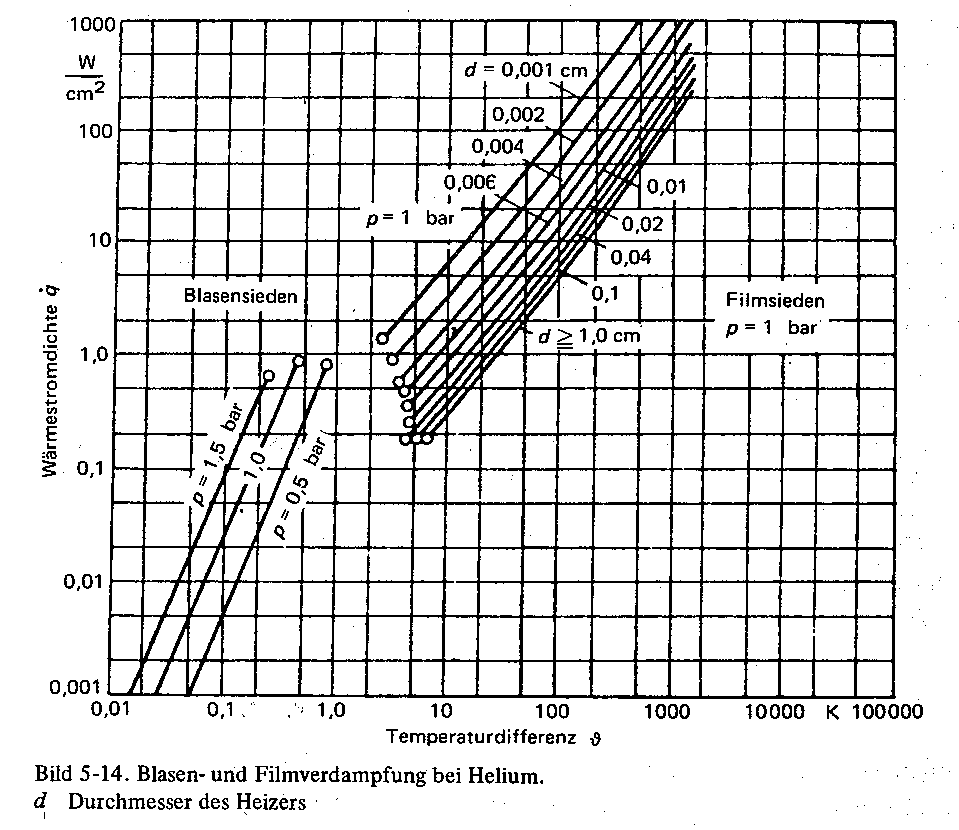 1000
W
cm²
100
10
1,0
0,1
0,01
0,001
Wärmestromdichte q̇
d = 0,001 cm
0,002
0,004
0,006
p = 1 bar
0,01
0,02
0,04
0,1
d ≧ 1,0 cm
Blasensieden
Filmsieden
p = 1 bar
p = 1,5 bar
1,0
p = 0,5 bar
0,01 0,1 1,0 10 100 1000 10000 K 100000
Temperaturdifferenz ϑ
Bild 5-14. Blasen- und Filmverdampfung bei Helium.
d Durchmesser des Heizers